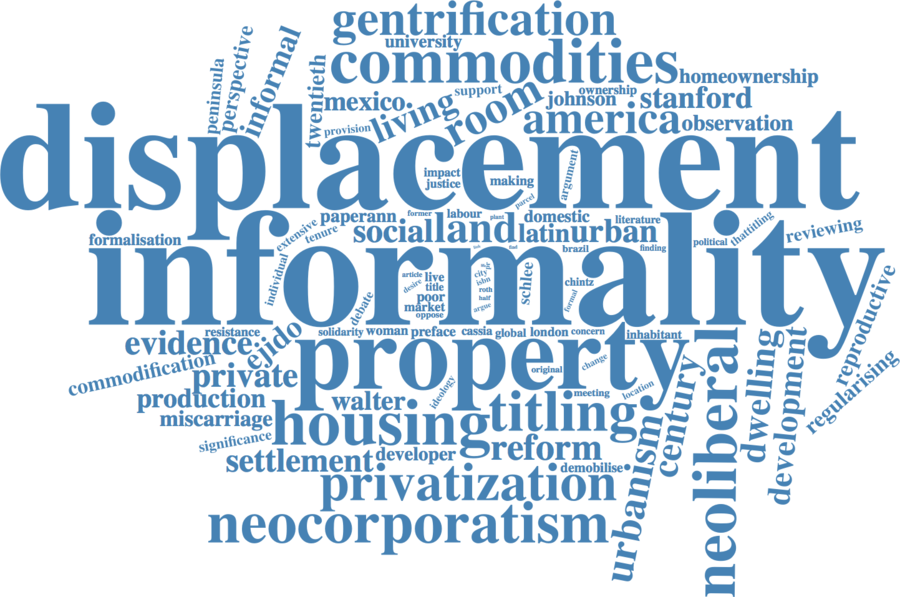 gentrification
university
commodities
homeownership
peninsula
perspective
informal
twentieth
mexico
provision
living
support
room
ownership
johnson
stanford
america
observation
displacement
impact
justice
making
argument
parcel
formalisation
extensive
tenure
paperann
former
labour
plant
domestic
literature
social
land
latin
urban
political
thattitling
reviewing
brazil
finding
find
informality
individual
debate
article
desire
live
title
poor
market
oppose
city
isbn
roth
half
argue
schlee
chintz
formal
resistance
solidarity
woman
preface
cassia
global
london
concern
inhabitant
evidence
ejido
property
commodification
private
production
miscarriage
significance
walter
ideology
original
change
meeting
location
housing
titling
settlement
developer
reform
demobilise
privatization
neocorporatism
urbanism
century
neoliberal
dwelling
development
reproductive
regularising